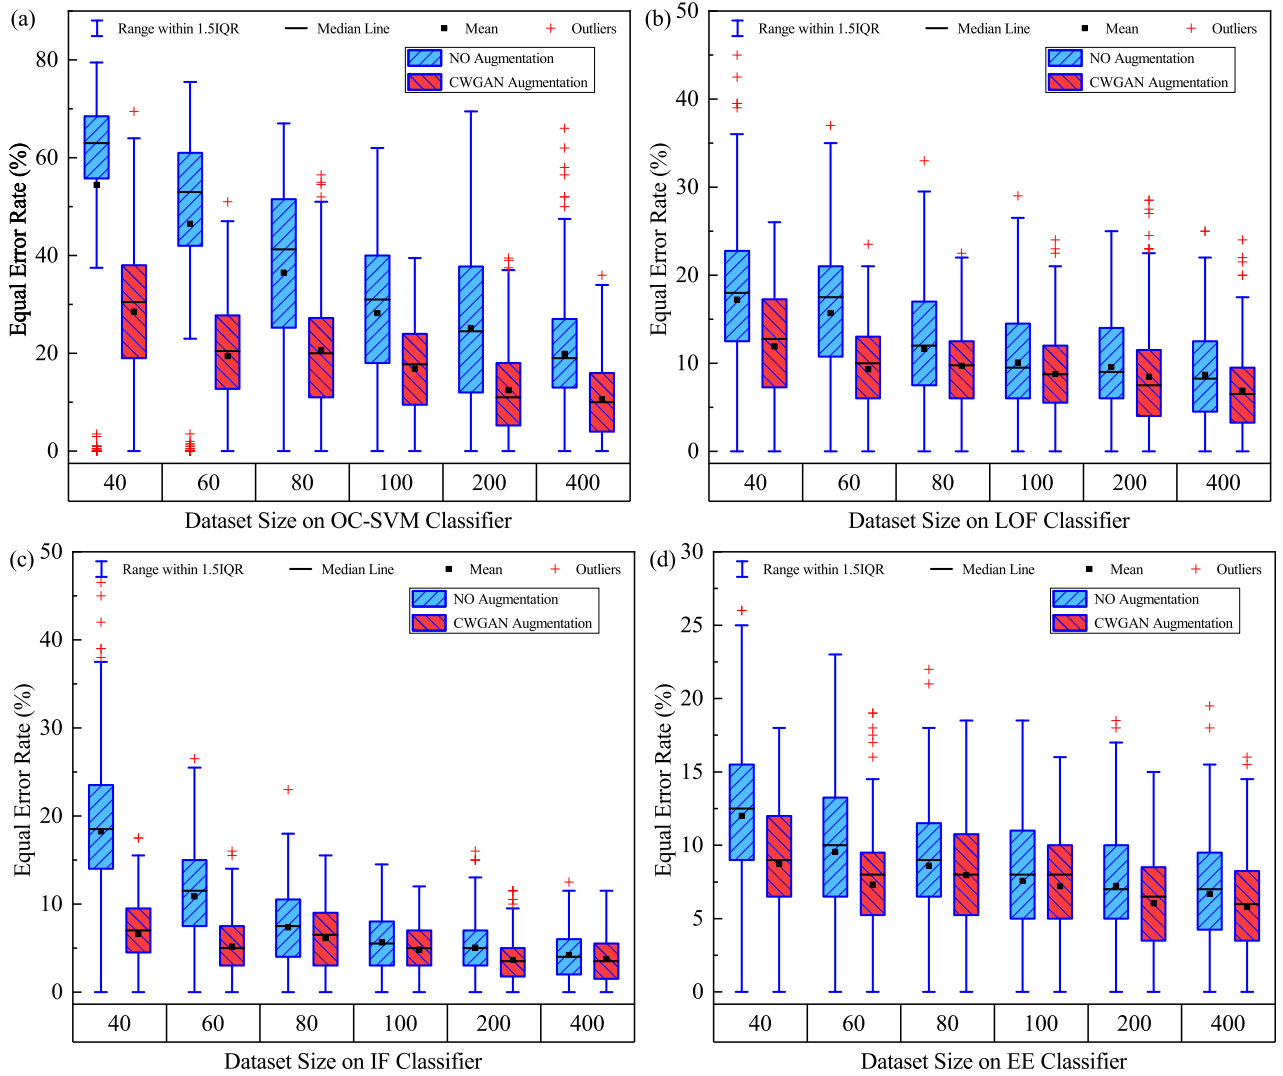 (a)
Range within 1.5IQR
Median Line
Mean
Outliers
NO Augmentation
CWGAN Augmentation
Equal Error Rate (%)
80
60
40
20
0
40 60 80 100 200 400
Dataset Size on OC-SVM Classifier
(b)
Range within 1.5IQR
Median Line
Mean
Outliers
NO Augmentation
CWGAN Augmentation
Equal Error Rate (%)
50
40
30
20
10
0
40 60 80 100 200 400
Dataset Size on LOF Classifier
(c)
Range within 1.5IQR
Median Line
Mean
Outliers
NO Augmentation
CWGAN Augmentation
Equal Error Rate (%)
50
40
30
20
10
0
40 60 80 100 200 400
Dataset Size on IF Classifier
(d)
Range within 1.5IQR
Median Line
Mean
Outliers
NO Augmentation
CWGAN Augmentation
Equal Error Rate (%)
30
25
20
15
10
5
0
40 60 80 100 200 400
Dataset Size on EE Classifier